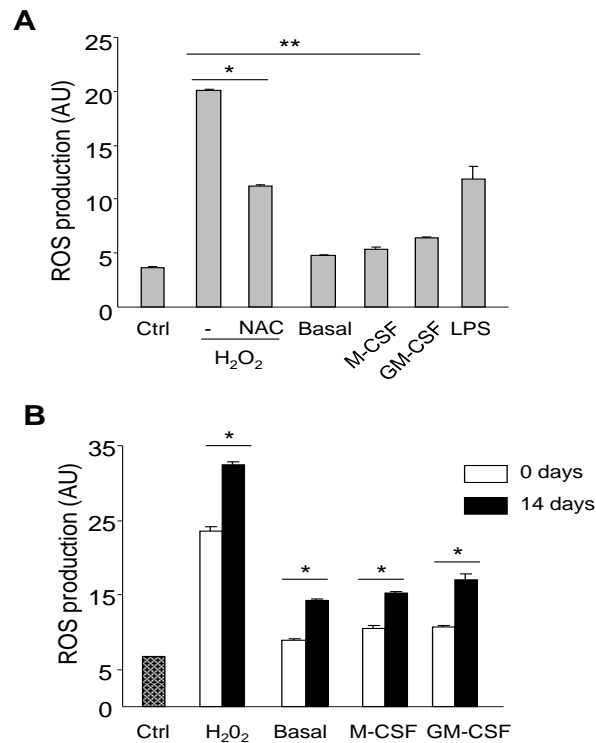 A
25
**
*
20
15
10
5
0
ROS production (AU)
Ctrl - NAC Basal M-CSF GM-CSF LPS
H₂O₂
B
35
*
0 days
14 days
25
* * *
15
5
0
ROS production (AU)
Ctrl H₂0₂ Basal M-CSF GM-CSF